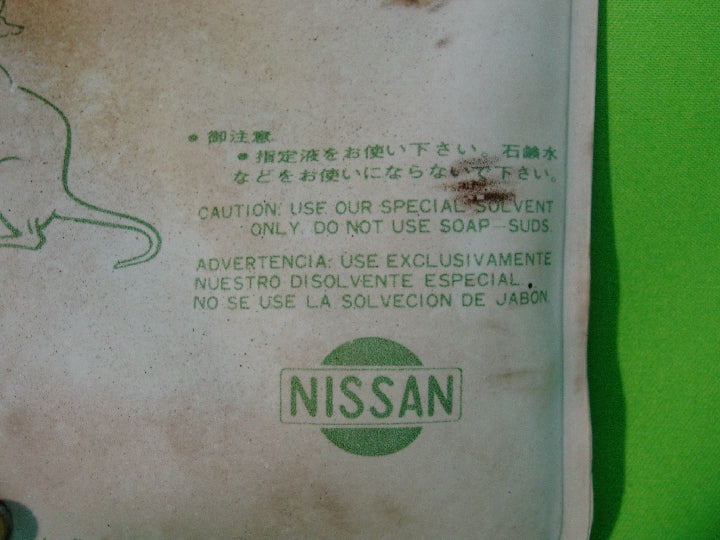 • 御注意
• 指定液をお使い下さい。石鹸水
などをお使いにならないで下さい。
CAUTION: USE OUR SPECIAL SOLVENT
ONLY. DO NOT USE SOAP-SUDS.
ADVERTENCIA: USE EXCLUSIVAMENTE
NUESTRO DISOLVENTE ESPECIAL.
NO SE USE LA SOLVECION DE JABON.
NISSAN